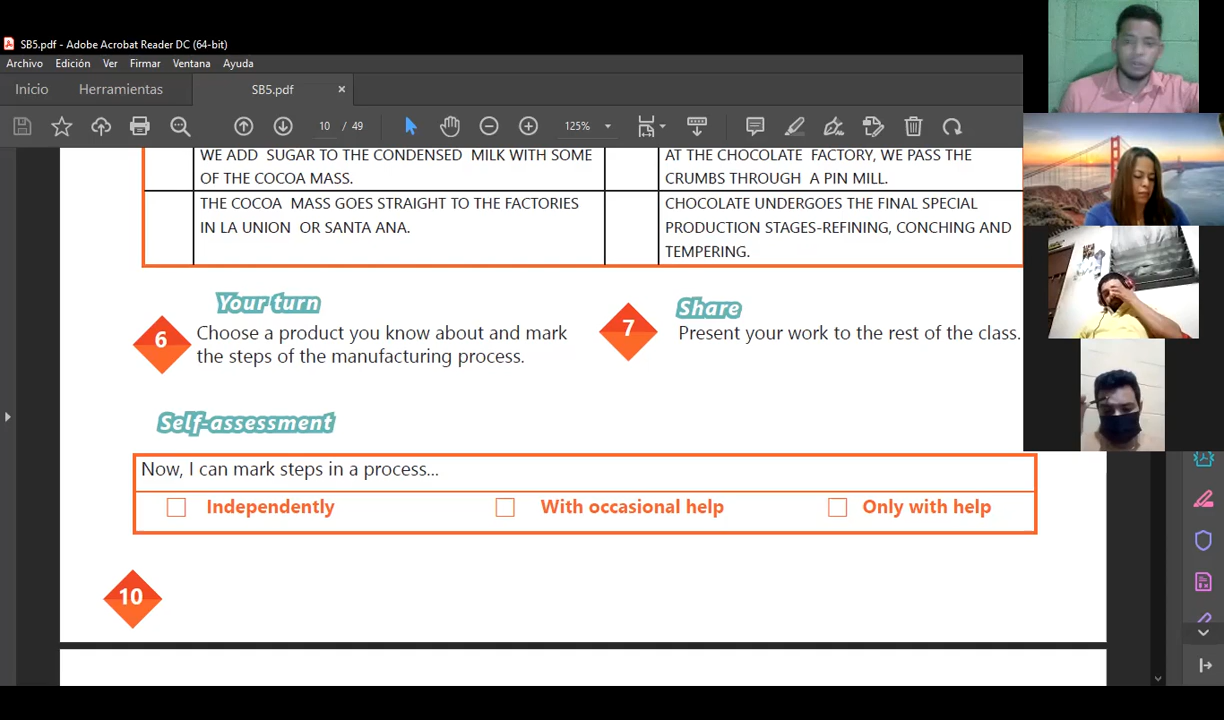 SB5.pdf - Adobe Acrobat Reader DC (64-bit)
Archivo Edición Ver Firmar Ventana Ayuda
Inicio Herramientas SB5.pdf ×
10 / 49 125%
WE ADD SUGAR TO THE CONDENSED MILK WITH SOME
OF THE COCOA MASS.
AT THE CHOCOLATE FACTORY, WE PASS THE
CRUMBS THROUGH A PIN MILL.
THE COCOA MASS GOES STRAIGHT TO THE FACTORIES
IN LA UNION OR SANTA ANA.
CHOCOLATE UNDERGOES THE FINAL SPECIAL
PRODUCTION STAGES-REFINING, CONCHING AND
TEMPERING.
Your turn
6
Choose a product you know about and mark
the steps of the manufacturing process.
Share
7
Present your work to the rest of the class.
Self-assessment
Now, I can mark steps in a process...
Independently With occasional help Only with help
10